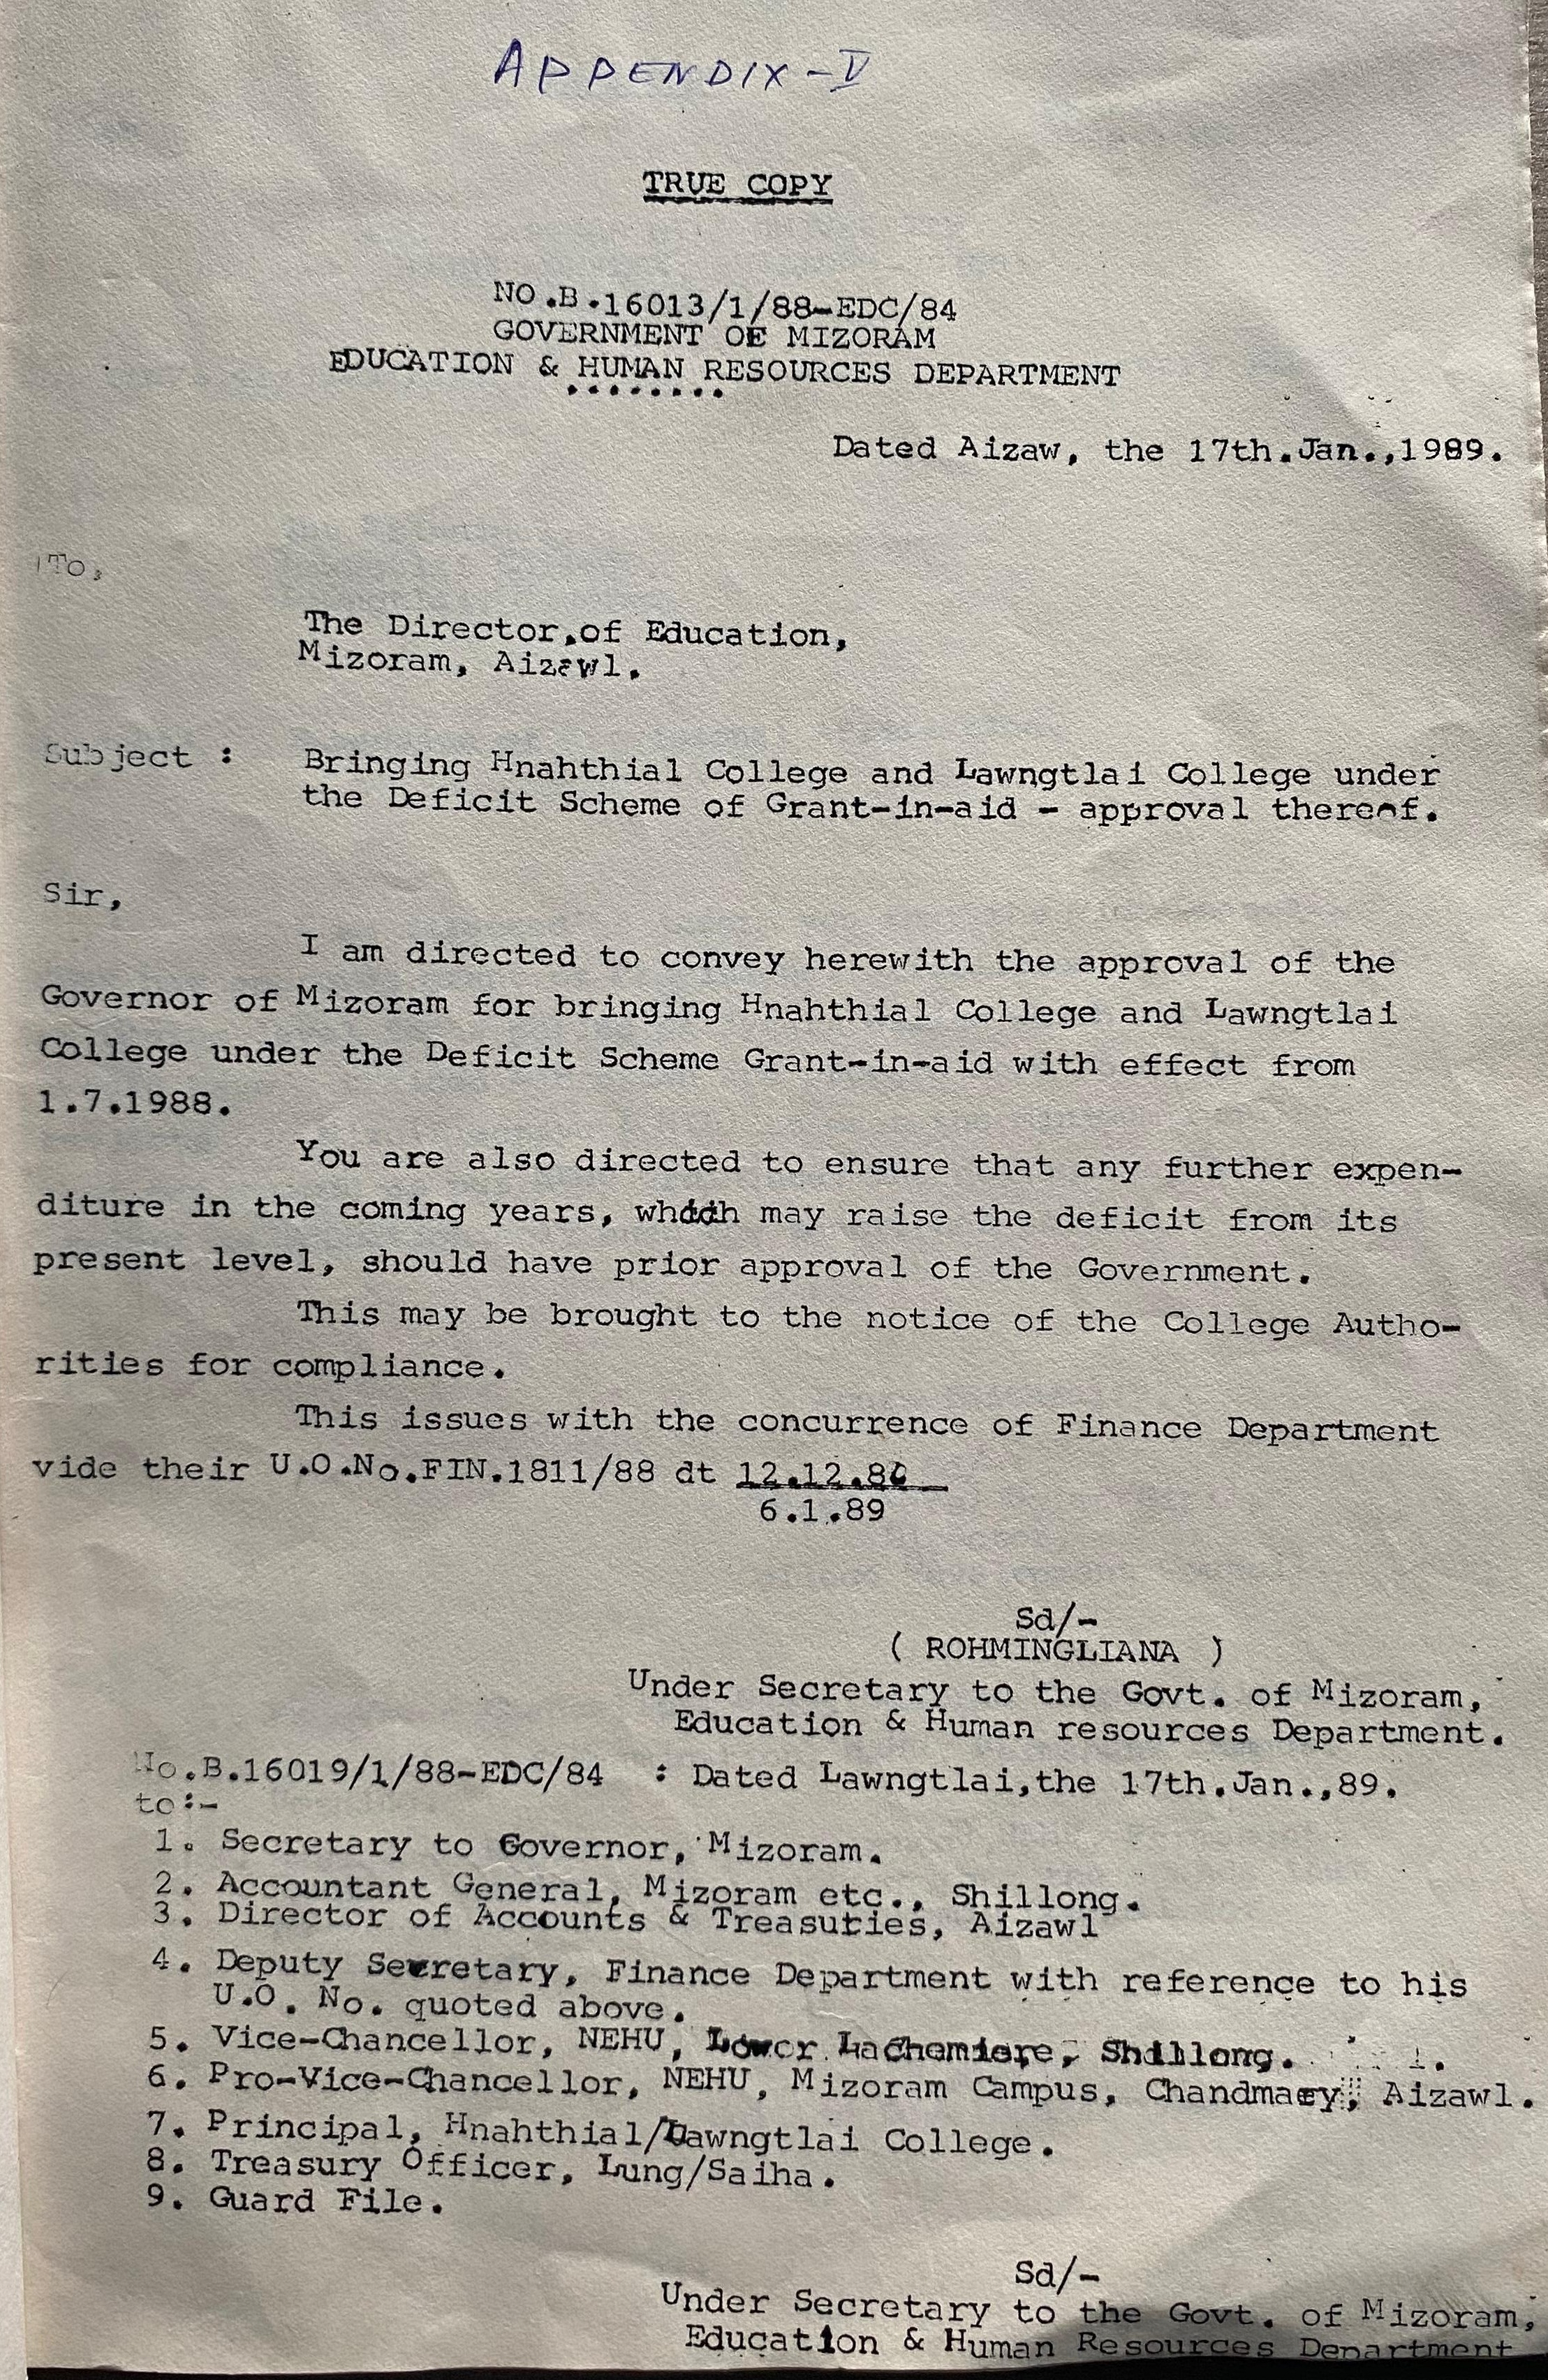 APPENDIX-V
TRUE COPY
NO.B.16013/1/88-EDC/84
GOVERNMENT OF MIZORAM
EDUCATION & HUMAN RESOURCES DEPARTMENT
........
Dated Aizaw, the 17th.Jan.,1989.
To,
The Director,of Education,
Mizoram, Aizawl.
Subject : Bringing Hnahthial College and Lawngtlai College under
the Deficit Scheme of Grant-in-aid - approval thereof.
Sir,
I am directed to convey herewith the approval of the
Governor of Mizoram for bringing Hnahthial College and Lawngtlai
College under the Deficit Scheme Grant-in-aid with effect from
1.7.1988.
You are also directed to ensure that any further expen-
diture in the coming years, which may raise the deficit from its
present level, should have prior approval of the Government.
This may be brought to the notice of the College Autho-
rities for compliance.
This issues with the concurrence of Finance Department
vide their U.O.No.FIN.1811/88 dt
6.1.89
Sd/-
( ROHMINGLIANA )
Under Secretary to the Govt. of Mizoram,
Education & Human resources Department.
No.B.16019/1/88-EDC/84 : Dated Lawngtlai,the 17th.Jan.,89.
to:-
1. Secretary to Governor, Mizoram.
2. Accountant General, Mizoram etc., Shillong.
3. Director of Accounts & Treasuries, Aizawl
4. Deputy Secretary, Finance Department with reference to his
U.O. No. quoted above.
5. Vice-Chancellor, NEHU, Lower Shillong.
6. Pro-Vice-Chancellor, NEHU, Mizoram Campus, Aizawl.
7. Principal, Hnahthial/Lawngtlai College.
8. Treasury Officer, Lung/Saiha.
9. Guard File.
Sd/-
Under Secretary to the Govt. of Mizoram,
Education & Human Resources Department